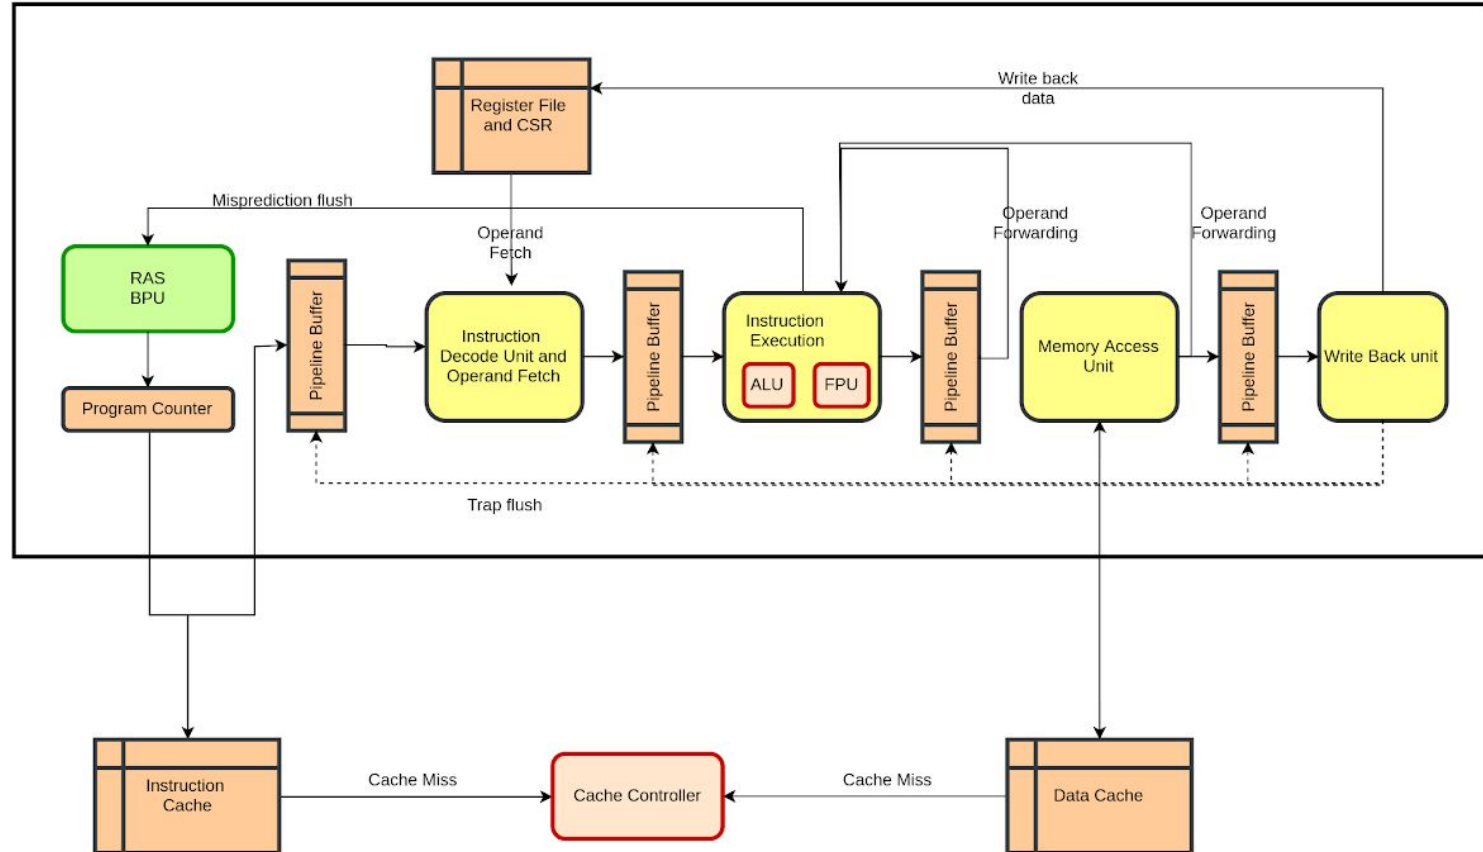 Write back
data
Register File
and CSR
Misprediction flush
Operand
Fetch
Operand
Forwarding
Operand
Forwarding
RAS
BPU
Program Counter
Pipeline Buffer
Instruction
Decode Unit and
Operand Fetch
Pipeline Buffer
Instruction
Execution
ALU
FPU
Pipeline Buffer
Memory Access
Unit
Pipeline Buffer
Write Back unit
Trap flush
Instruction
Cache
Cache Miss
Cache Controller
Cache Miss
Data Cache